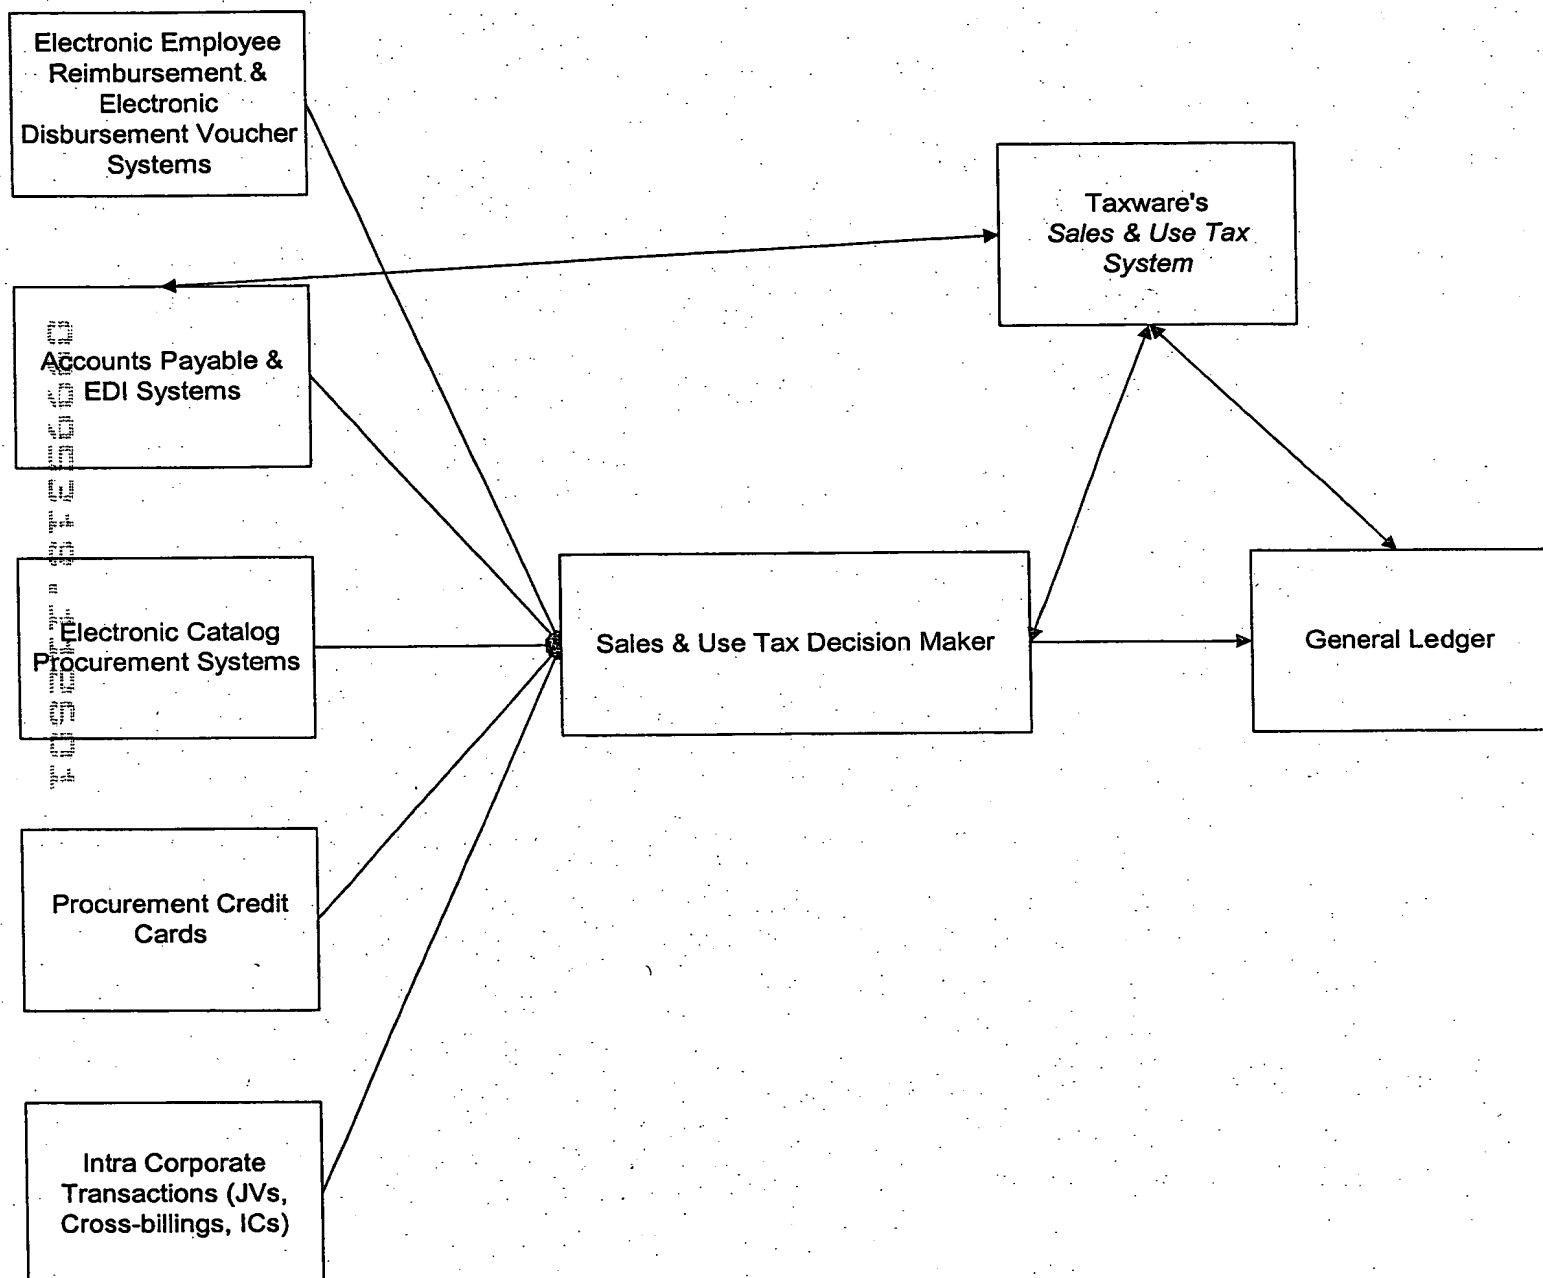 Electronic Employee
Reimbursement &
Electronic
Disbursement Voucher
Systems
Taxware's
Sales & Use Tax
System
Accounts Payable &
EDI Systems
Electronic Catalog
Procurement Systems
Sales & Use Tax Decision Maker
General Ledger
Procurement Credit
Cards
Intra Corporate
Transactions (JVs,
Cross-billings, ICs)